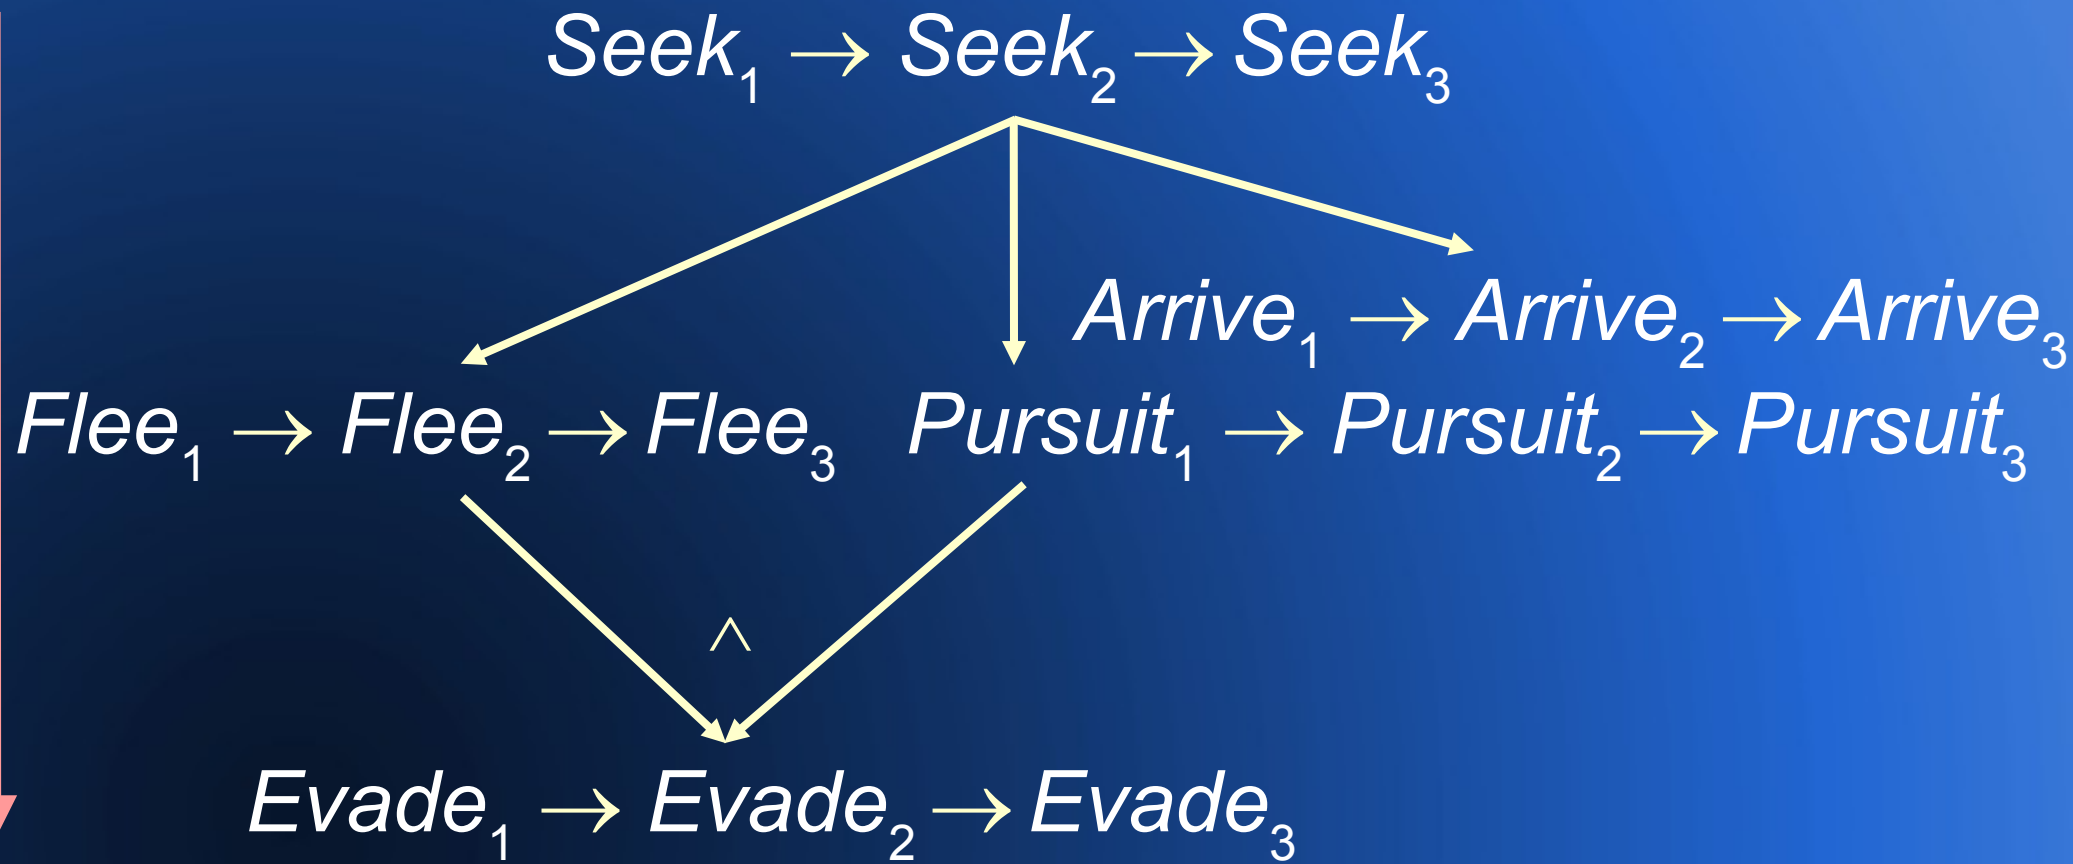 Seek₁ → Seek₂ → Seek₃
Arrive₁ → Arrive₂ → Arrive₃
Flee₁ → Flee₂ → Flee₃ Pursuit₁ → Pursuit₂ → Pursuit₃
∧
Evade₁ → Evade₂ → Evade₃